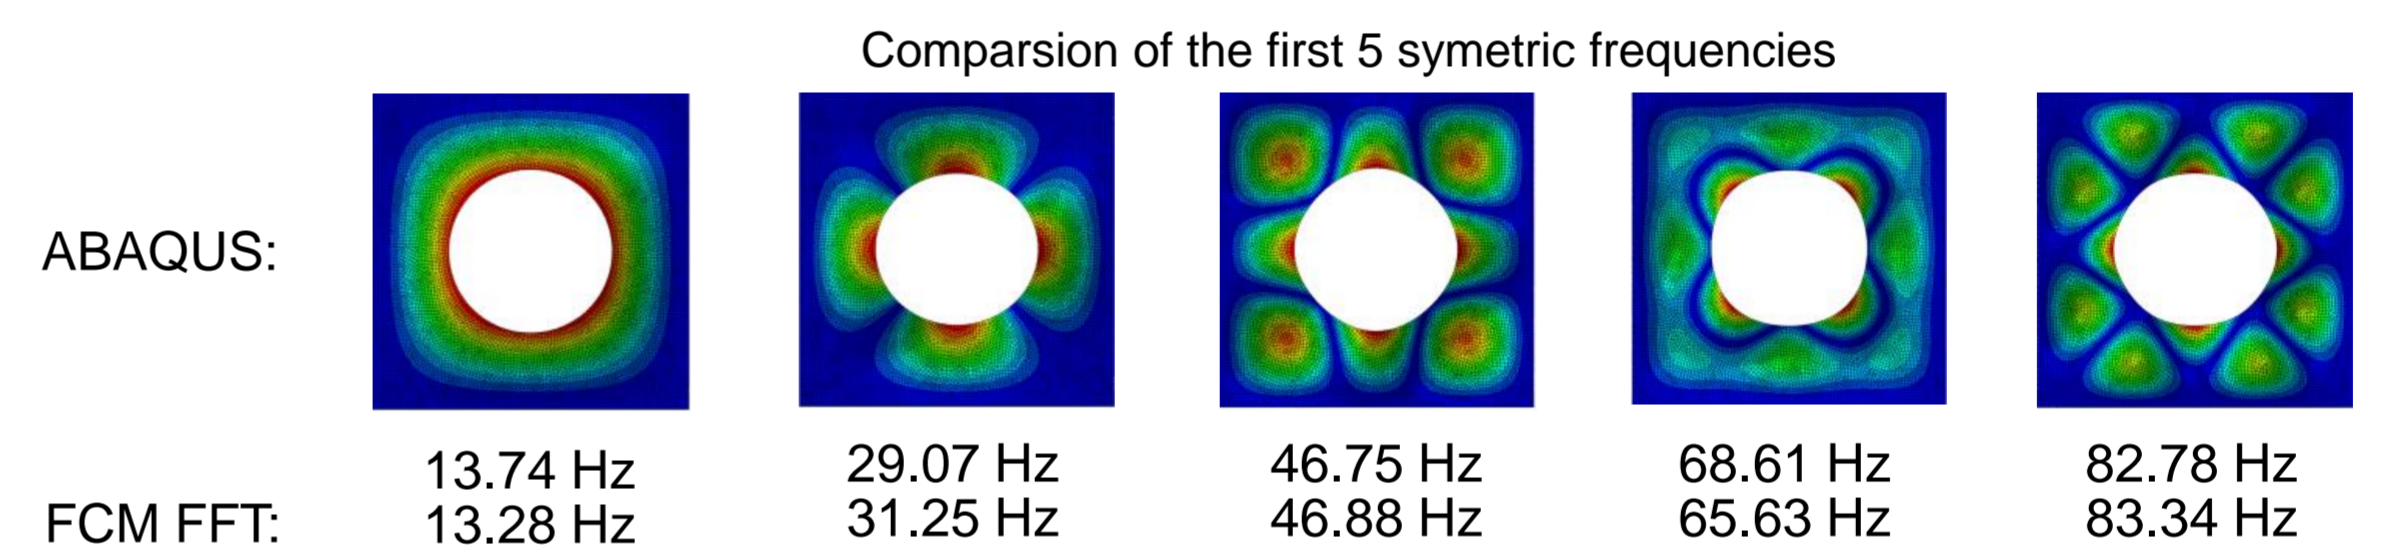 Comparsion of the first 5 symetric frequencies
ABAQUS:
13.74 Hz 29.07 Hz 46.75 Hz 68.61 Hz 82.78 Hz
FCM FFT: 13.28 Hz 31.25 Hz 46.88 Hz 65.63 Hz 83.34 Hz